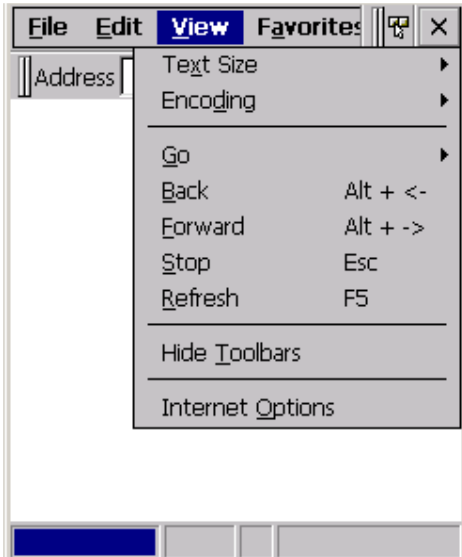 File Edit View Favorites
Address
Text Size
Encoding
Go
Back Alt + <-
Forward Alt + ->
Stop Esc
Refresh F5
Hide Toolbars
Internet Options